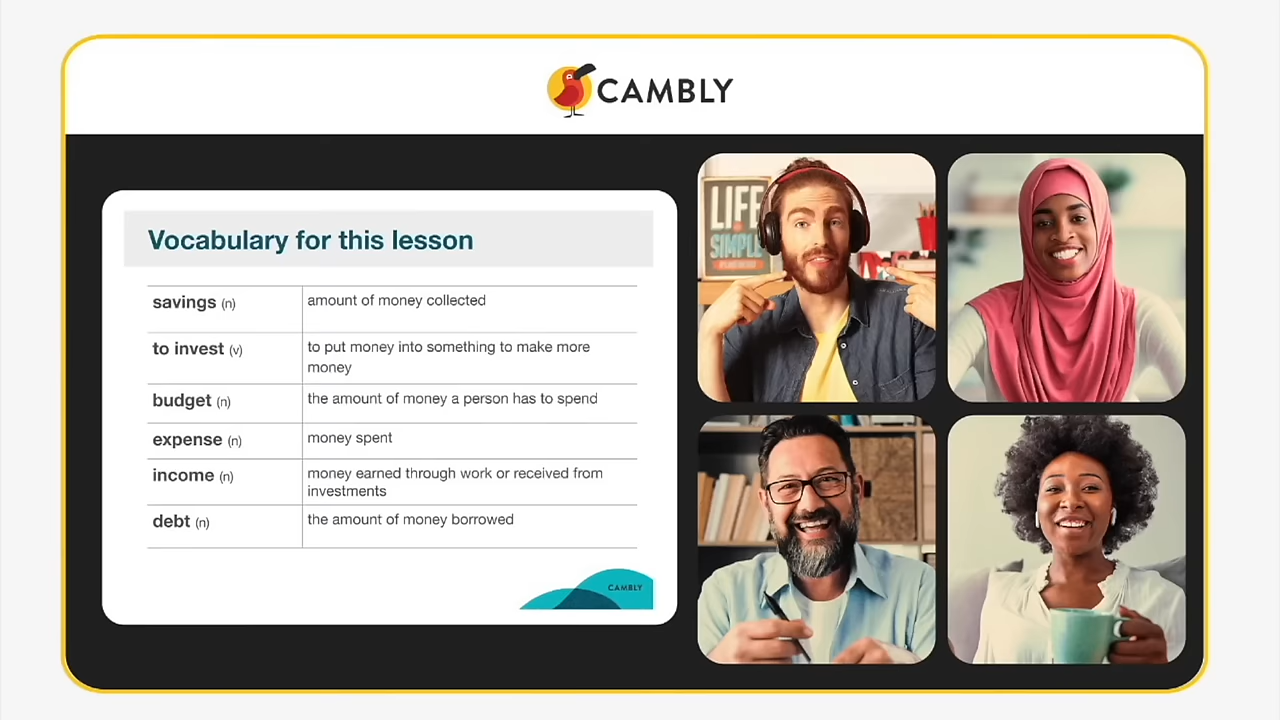 CAMBLY
Vocabulary for this lesson
savings (n)
amount of money collected
to invest (v)
to put money into something to make more
money
budget (n)
the amount of money a person has to spend
expense (n)
money spent
income (n)
money earned through work or received from
investments
debt (n)
the amount of money borrowed
CAMBLY
LIFE
SIMPLE